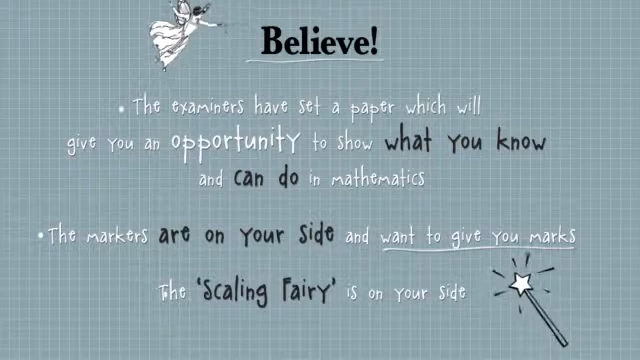 Believe!
• The examiners have set a paper which will
give you an opportunity to show what you know
and can do in mathematics
• The markers are on your side and want to give you marks
The 'Scaling Fairy' is on your side